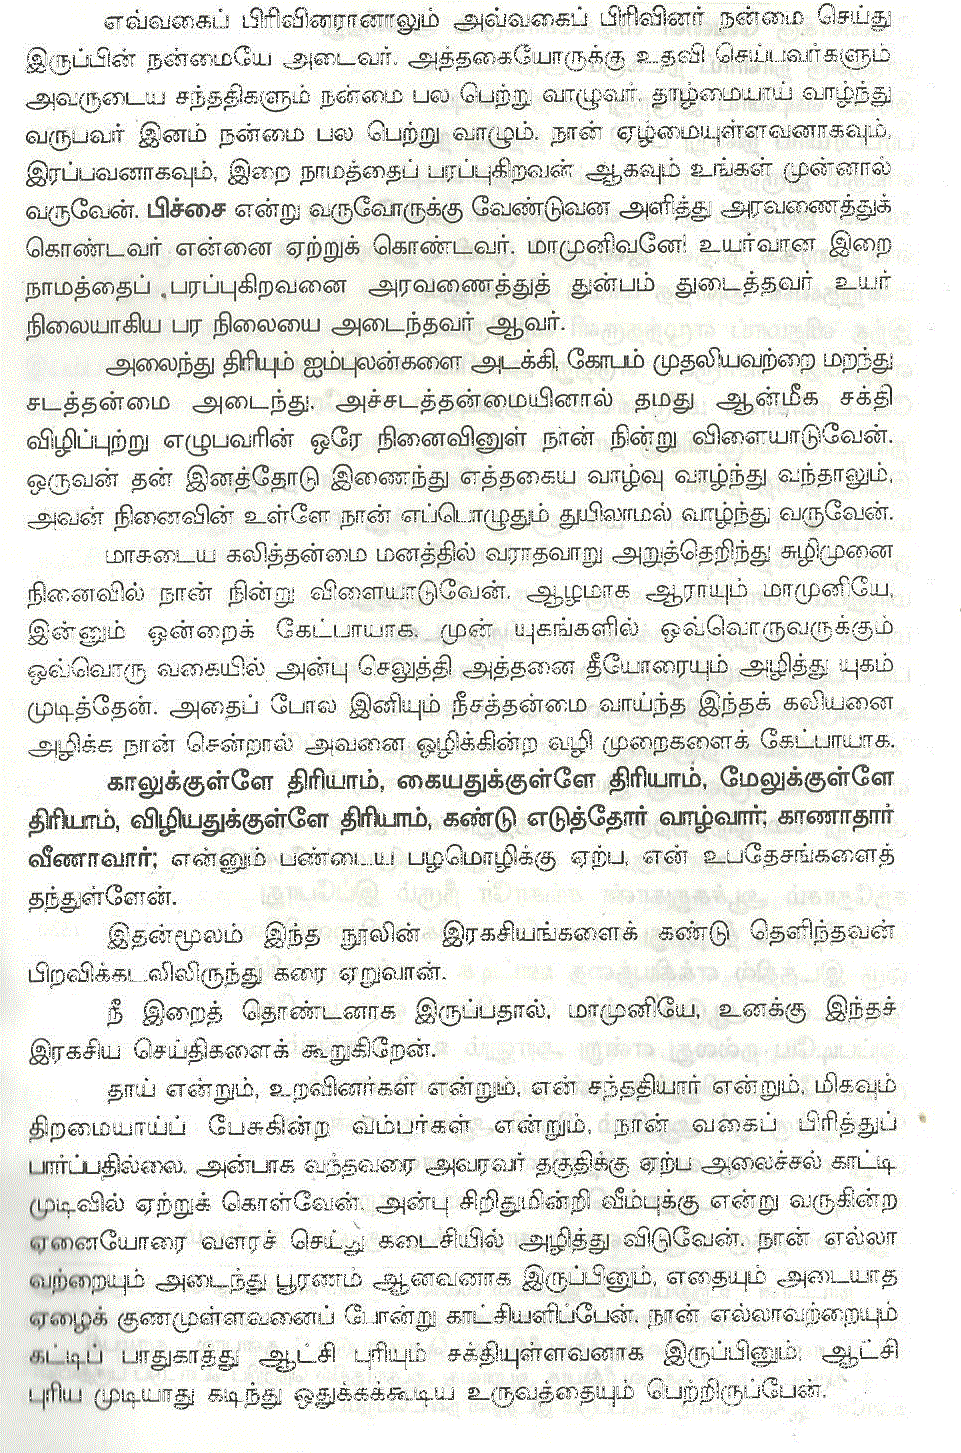 எவ்வகைப் பிரிவினரானாலும் அவ்வகைப் பிரிவினர் நன்மை செய்து
இருப்பின் நன்மையே அடைவர். அத்தகையோருக்கு உதவி செய்பவர்களும்
அவருடைய சந்ததிகளும் நன்மை பல பெற்று வாழுவர். தாழ்மையாய் வாழ்ந்து
வருபவர் இனம் நன்மை பல பெற்று வாழும். நான் ஏழ்மையுள்ளவனாகவும்,
இரப்பவனாகவும், இறை நாமத்தைப் பரப்புகிறவன் ஆகவும் உங்கள் முன்னால்
வருவேன். பிச்சை என்று வருவோருக்கு வேண்டுவன அளித்து அரவணைத்துக்
கொண்டவர் என்னை ஏற்றுக் கொண்டவர். மாமுனிவனே! உயர்வான இறை
நாமத்தைப் பரப்புகிறவனை அரவணைத்துத் துன்பம் துடைத்தவர் உயர்
நிலையாகிய பர நிலையை அடைந்தவர் ஆவர்.
அலைந்து திரியும் ஐம்புலன்களை அடக்கி, கோபம் முதலியவற்றை மறந்து
சடத்தன்மை அடைந்து, அச்சடத்தன்மையினால் தமது ஆன்மீக சக்தி
விழிப்புற்று எழுபவரின் ஒரே நினைவினுள் நான் நின்று விளையாடுவேன்.
ஒருவன் தன் இனத்தோடு இணைந்து எத்தகைய வாழ்வு வாழ்ந்து வந்தாலும்,
அவன் நினைவின் உள்ளே நான் எப்பொழுதும் துயிலாமல் வாழ்ந்து வருவேன்.
மாசுடைய கலித்தன்மை மனத்தில் வராதவாறு அறுத்தெறிந்து சுழிமுனை
நினைவில் நான் நின்று விளையாடுவேன். ஆழமாக ஆராயும் மாமுனியே,
இன்னும் ஒன்றைக் கேட்பாயாக. முன் யுகங்களில் ஒவ்வொருவருக்கும்
ஒவ்வொரு வகையில் அன்பு செலுத்தி அத்தனை தீயோரையும் அழித்து யுகம்
முடித்தேன். அதைப் போல இனியும் நீசத்தன்மை வாய்ந்த இந்தக் கலியனை
அழிக்க நான் சென்றால் அவனை ஒழிக்கின்ற வழி முறைகளைக் கேட்பாயாக.
காலுக்குள்ளே திரியாம், கையதுக்குள்ளே திரியாம், மேலுக்குள்ளே
திரியாம், விழியதுக்குள்ளே திரியாம், கண்டு எடுத்தோர் வாழ்வார்; காணாதார்
வீணாவார்; என்னும் பண்டைய பழமொழிக்கு ஏற்ப, என் உபதேசங்களைத்
தந்துள்ளேன்.
இதன்மூலம் இந்த நூலின் இரகசியங்களைக் கண்டு தெளிந்தவன்
பிறவிக்கடலிலிருந்து கரை ஏறுவான்.
நீ இறைத் தொண்டனாக இருப்பதால், மாமுனியே, உனக்கு இந்தச்
இரகசிய செய்திகளைக் கூறுகிறேன்.
தாய் என்றும், உறவினர்கள் என்றும், என் சந்ததியார் என்றும், மிகவும்
திறமையாய்ப் பேசுகின்ற வீம்பர்கள் என்றும், நான் வகைப் பிரித்துப்
பார்ப்பதில்லை. அன்பாக வந்தவரை அவரவர் தகுதிக்கு ஏற்ப அலைச்சல் காட்டி
முடிவில் ஏற்றுக் கொள்வேன். அன்பு சிறிதுமின்றி வீம்புக்கு என்று வருகின்ற
ஏனையோரை வளரச் செய்து கடைசியில் அழித்து விடுவேன். நான் எல்லா
வற்றையும் அடைந்து பூரணம் ஆனவனாக இருப்பினும், எதையும் அடையாத
ஏழைக் குணமுள்ளவனைப் போன்று காட்சியளிப்பேன். நான் எல்லாவற்றையும்
கட்டிப் பாதுகாத்து ஆட்சி புரியும் சக்தியுள்ளவனாக இருப்பினும், ஆட்சி
புரிய முடியாது கடிந்து ஒதுக்கக்கூடிய உருவத்தையும் பெற்றிருப்பேன்.